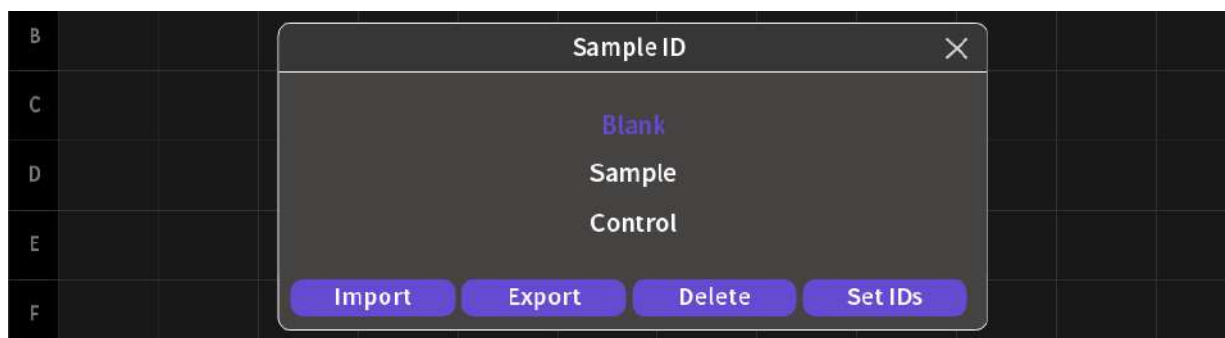 B
Sample ID
C
Blank
D
Sample
Control
E
Import Export Delete Set IDs
F